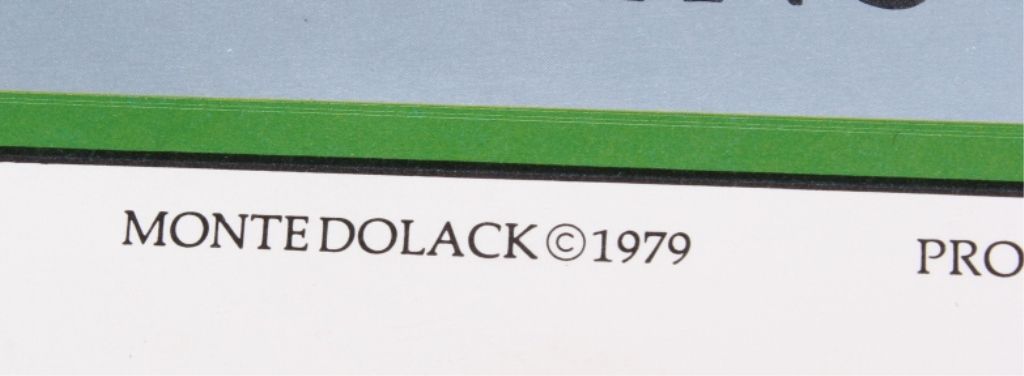 MONTE DOLACK © 1979 PRO